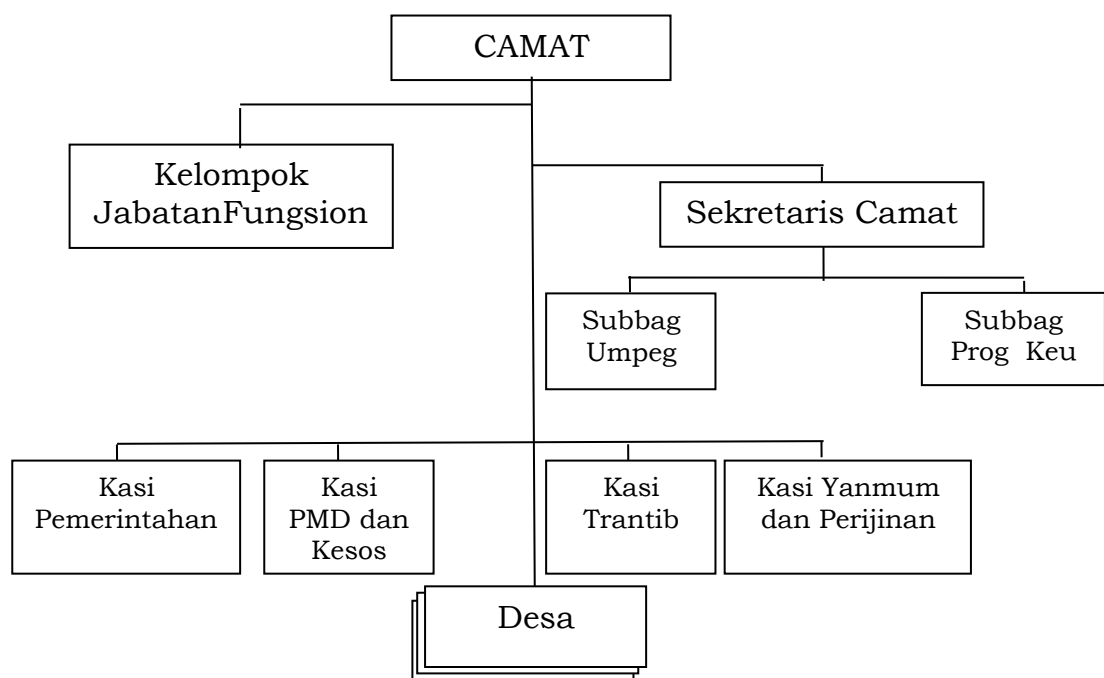 CAMAT
Kelompok
JabatanFungsion
Sekretaris Camat
Subbag
Umpeg
Subbag
Prog Keu
Kasi
Pemerintahan
Kasi
PMD dan
Kesos
Kasi
Trantib
Kasi Yanmum
dan Perijinan
Desa